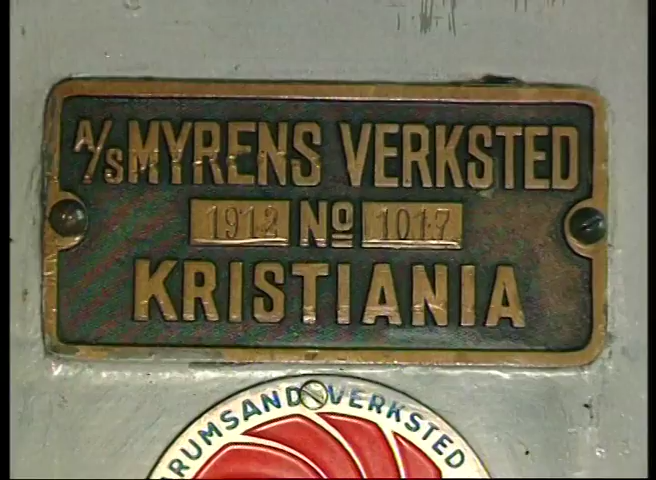 A/S MYRENS VERKSTED
1912 No 1017
KRISTIANIA
RUMSAND VERKSTED